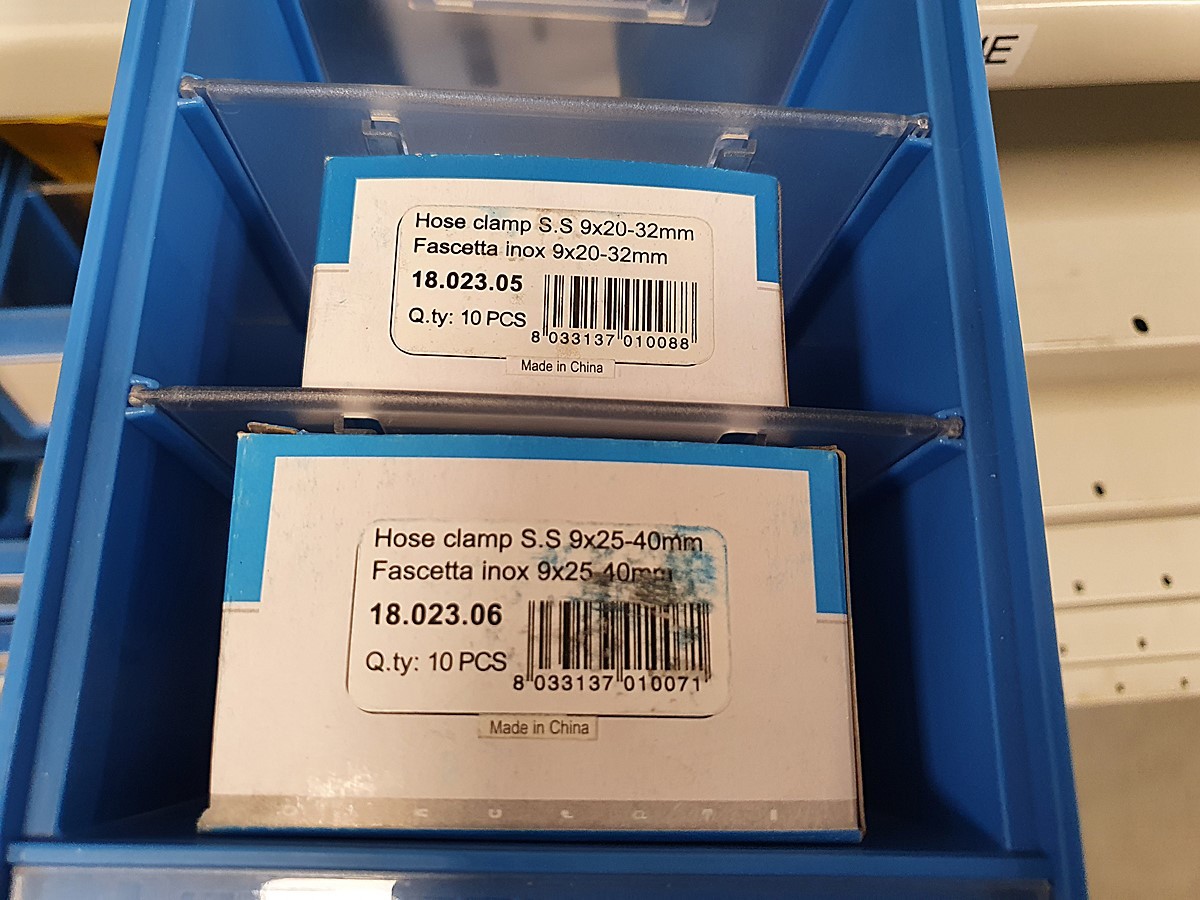 IE
Hose clamp S.S 9x20-32mm
Fascetta inox 9x20-32mm
18.023.05
Q.ty: 10 PCS
8 033137 010088
Made in China
Hose clamp S.S 9x25-40mm
Fascetta inox 9x25-40mm
18.023.06
Q.ty: 10 PCS
8 033137 010071
Made in China